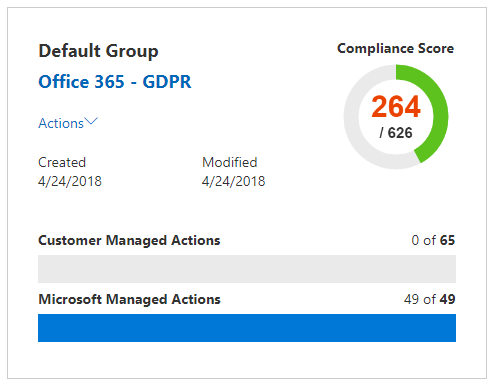 Default Group
Compliance Score
Office 365 - GDPR
264
/ 626
Actions
Created
Modified
4/24/2018
4/24/2018
Customer Managed Actions
0 of 65
Microsoft Managed Actions
49 of 49